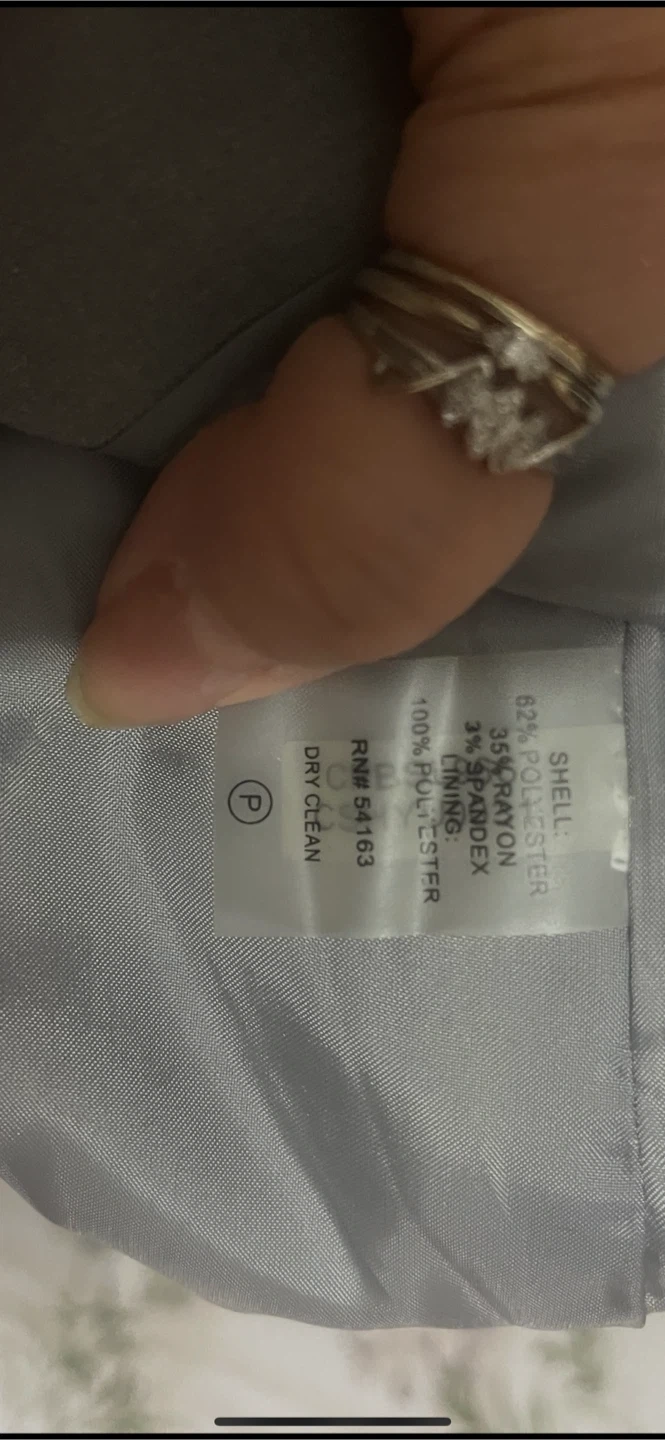 SHELL:
62% POLYESTER
35% RAYON
3% SPANDEX
LINING:
100% POLYESTER
RN# 54163
DRY CLEAN
P